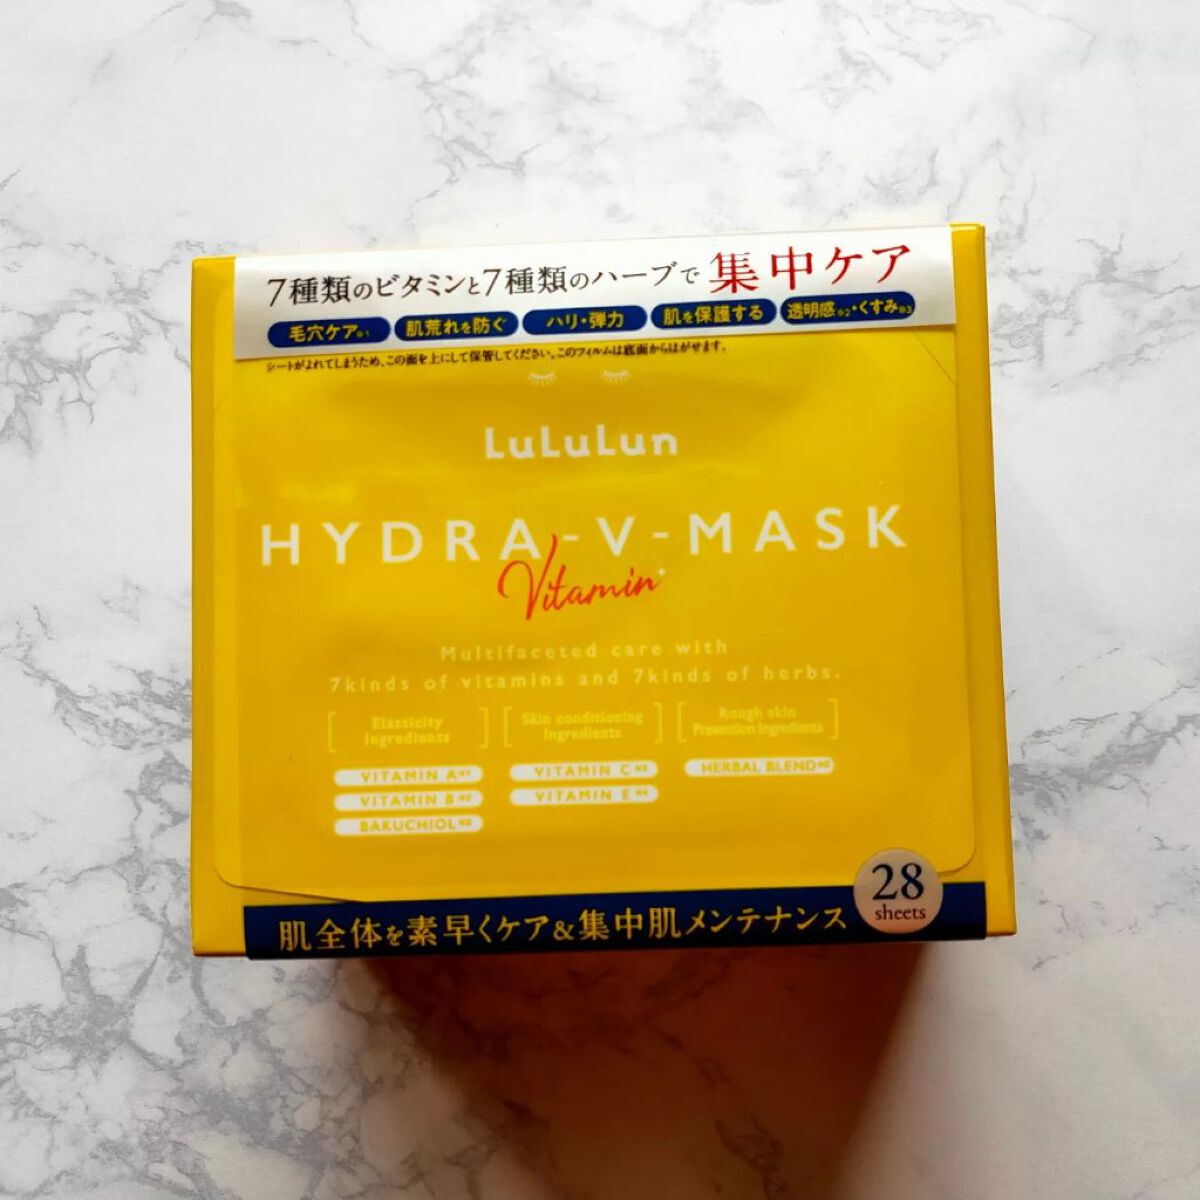 7種類のビタミンと7種類のハーブで 集中ケア
毛穴ケア※1 肌荒れを防ぐ ハリ・弾力 肌を保護する 透明感※2・くすみ※3
シートがよれてしまうため、この面を上にして保管してください。このフィルムは底面からはがせます。
LuLuLun
HYDRA-V-MASK
Vitamin
Multifaceted care with
7kinds of vitamins and 7kinds of herbs.
Elasticity Ingredients
Skin conditioning Ingredients
Rough skin Prevention Ingredients
VITAMIN A※1 VITAMIN C※3 HERBAL BLEND
VITAMIN B※2 VITAMIN E※4
BAKUCHIOL
28
sheets
肌全体を素早くケア&集中肌メンテナンス